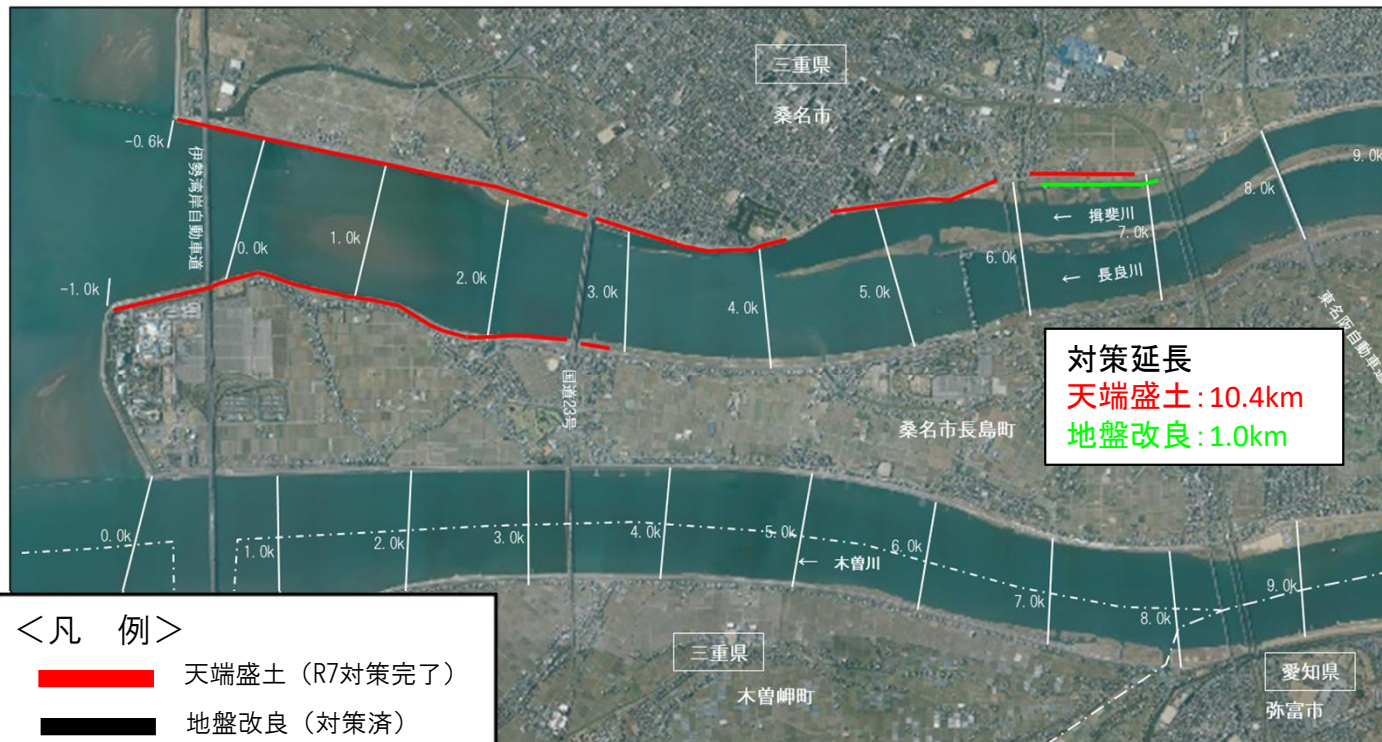 三重県
桑名市
-0.6k
伊勢湾岸自動車道
0.0k
1.0k
2.0k
3.0k
4.0k
5.0k
6.0k
7.0k
8.0k
9.0k
← 揖斐川
← 長良川
-1.0k
国道23号
東名阪自動車道
対策延長
天端盛土:10.4km
地盤改良:1.0km
桑名市長島町
0.0k
1.0k
2.0k
3.0k
4.0k
5.0k
6.0k
7.0k
8.0k
9.0k
← 木曽川
三重県
木曽岬町
愛知県
弥富市
<凡 例>
天端盛土（R7対策完了）
地盤改良（対策済）